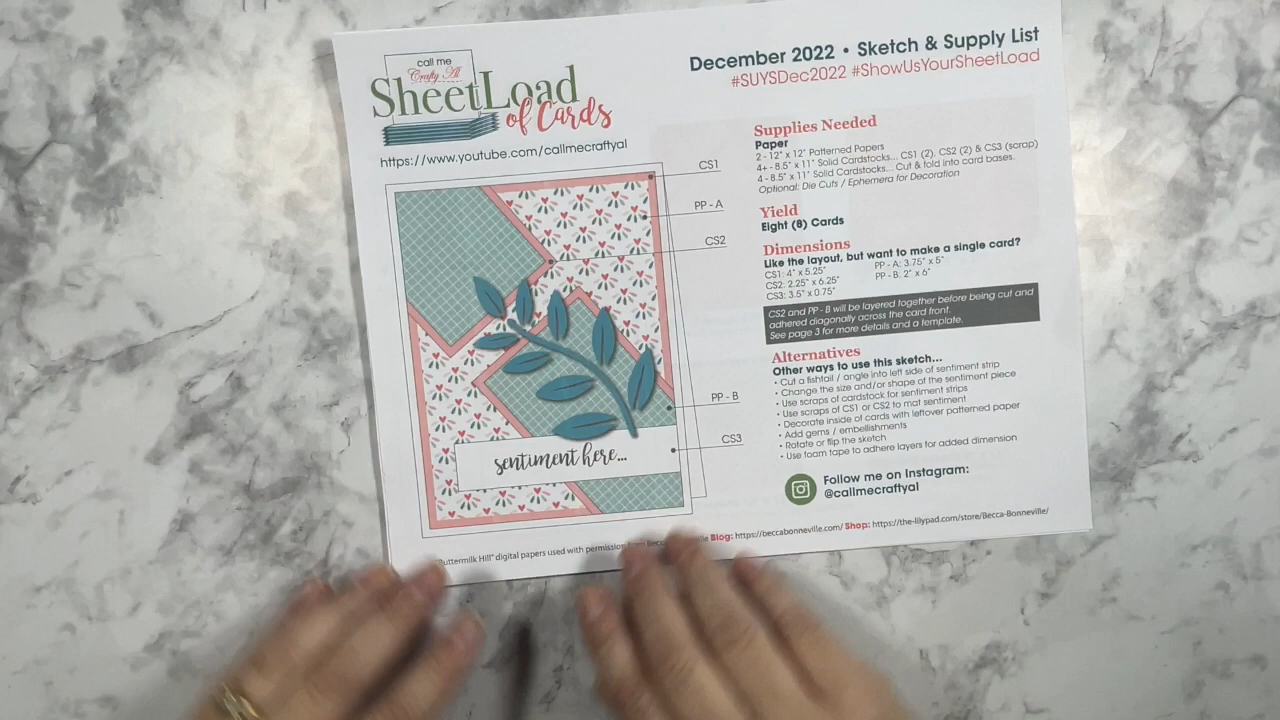 call me
Crafty Al
SheetLoad
of Cards
https://www.youtube.com/callmecraftyal
December 2022 • Sketch & Supply List
#SUYSDec2022 #ShowUsYourSheetLoad
CS1
PP - A
CS2
PP - B
CS3
sentiment here...
Supplies Needed
Paper
2 - 12" x 12" Patterned Papers
4+ - 8.5" x 11" Solid Cardstocks... CS1 (2), CS2 (2) & CS3 (scrap)
4 - 8.5" x 11" Solid Cardstocks... Cut & fold into card bases.
Optional: Die Cuts / Ephemera for Decoration
Yield
Eight (8) Cards
Dimensions
Like the layout, but want to make a single card?
CS1: 4" x 5.25" PP - A: 3.75" x 5"
CS2: 2.25" x 6.25" PP - B: 2" x 6"
CS3: 3.5" x 0.75"
CS2 and PP - B will be layered together before being cut and
adhered diagonally across the card front.
See page 3 for more details and a template.
Alternatives
Other ways to use this sketch...
• Cut a fishtail / angle into left side of sentiment strip
• Change the size and/or shape of the sentiment piece
• Use scraps of cardstock for sentiment strips
• Use scraps of CS1 or CS2 to mat sentiment
• Decorate inside of cards with leftover patterned paper
• Add gems / embellishments
• Rotate or flip the sketch
• Use foam tape to adhere layers for added dimension
Follow me on Instagram:
@callmecraftyal
"Buttermilk Hill" digital papers used with permission Blog: https://beccabonneville.com/ Shop: https://the-lilypad.com/store/Becca-Bonneville/